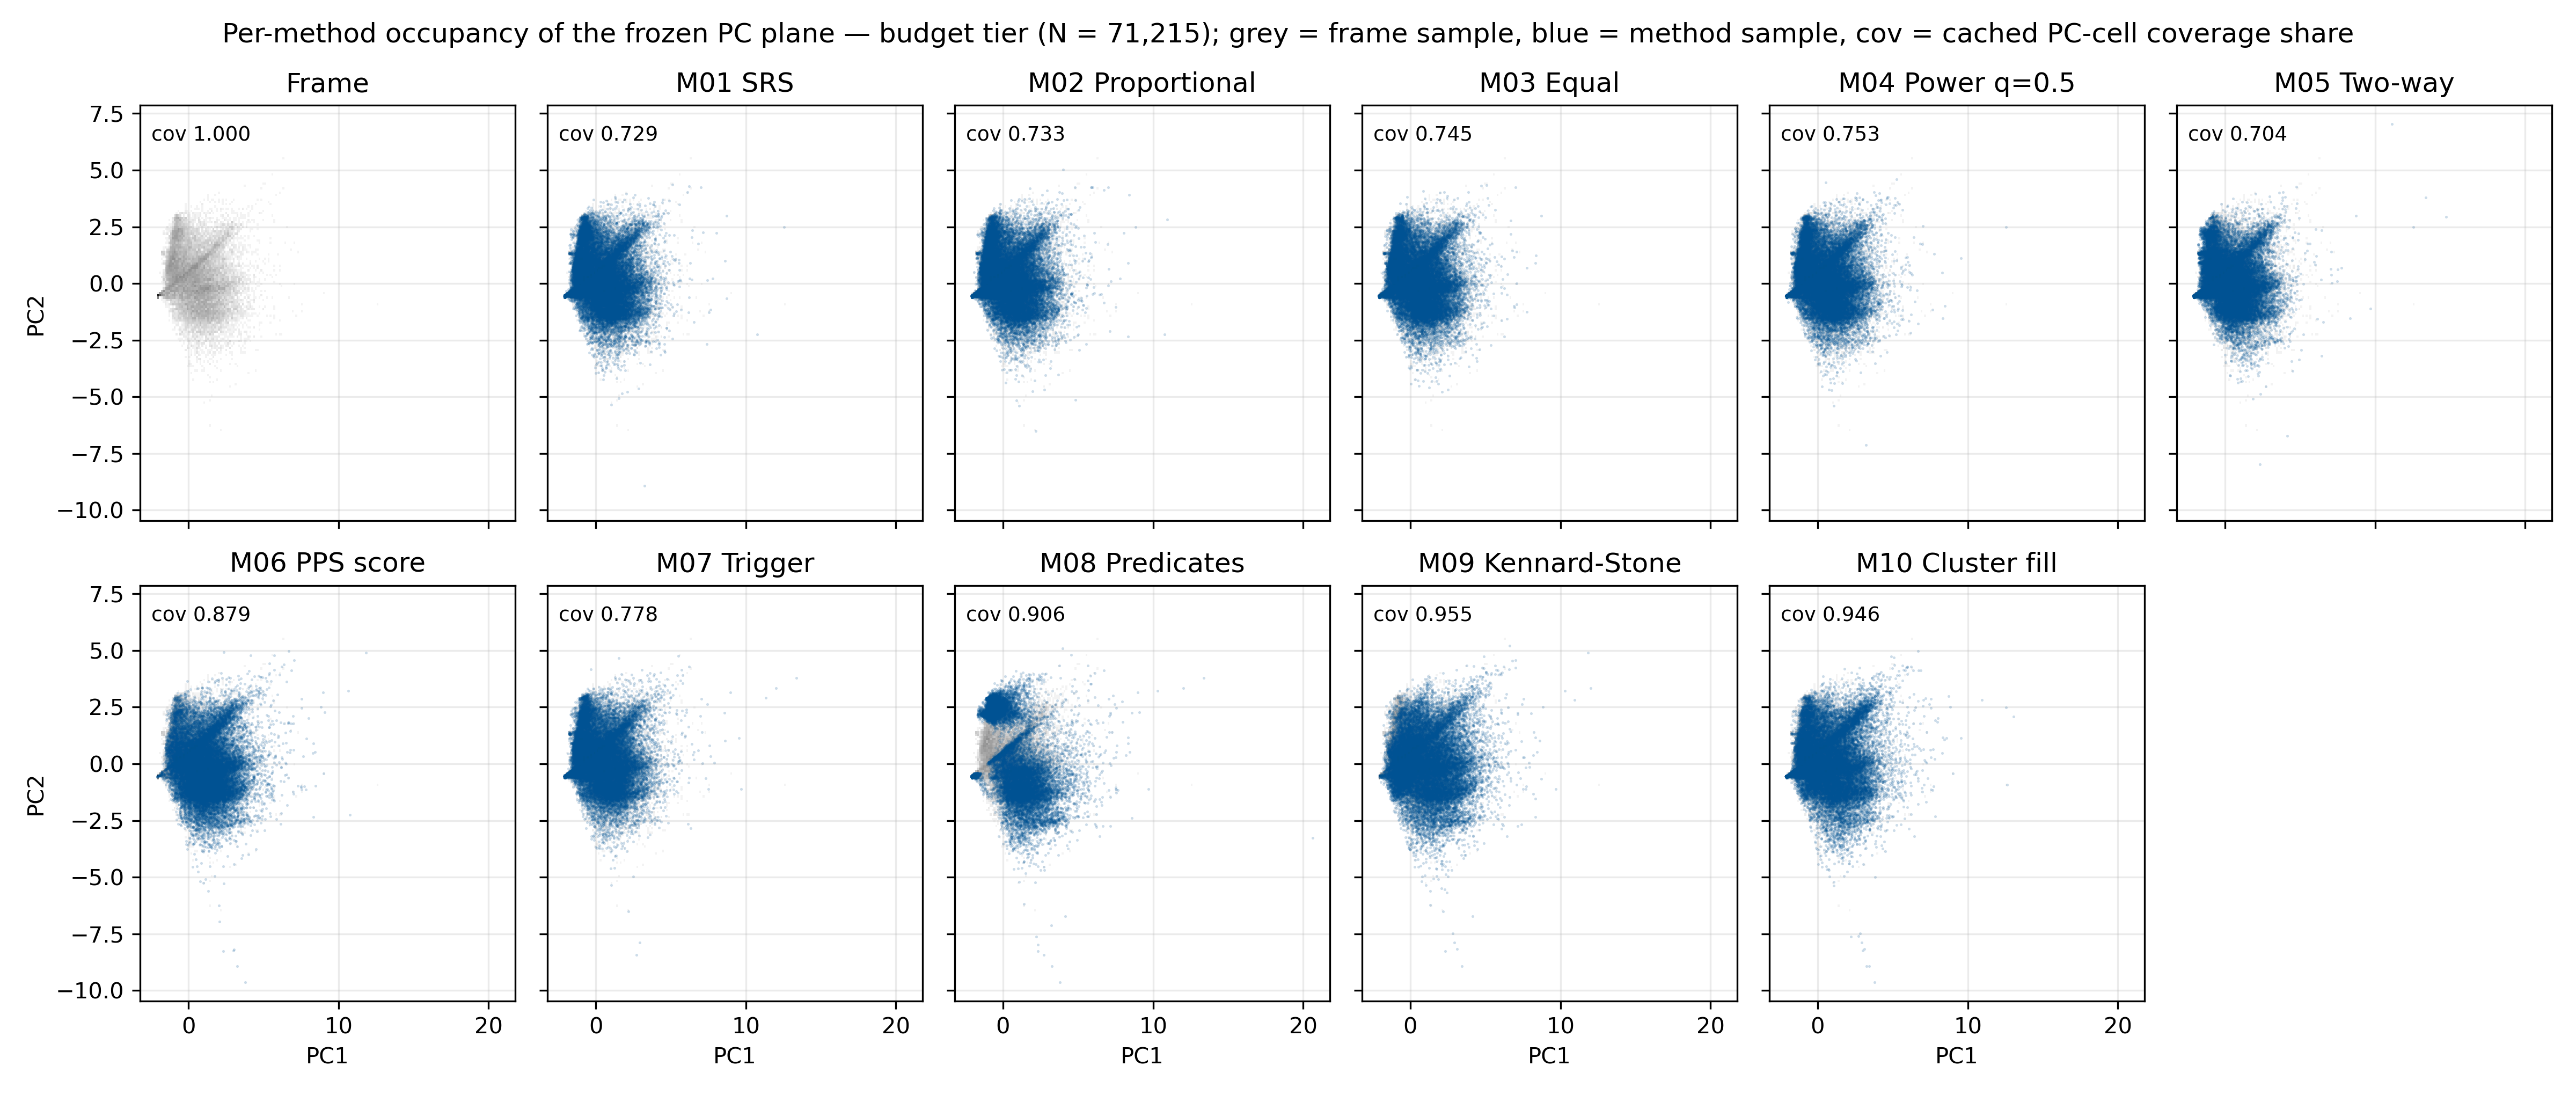 Per-method occupancy of the frozen PC plane — budget tier (N = 71,215); grey = frame sample, blue = method sample, cov = cached PC-cell coverage share
Frame
M01 SRS
M02 Proportional
M03 Equal
M04 Power q=0.5
M05 Two-way
cov 1.000
cov 0.729
cov 0.733
cov 0.745
cov 0.753
cov 0.704
7.5
5.0
2.5
0.0
−2.5
−5.0
−7.5
−10.0
PC2
M06 PPS score
M07 Trigger
M08 Predicates
M09 Kennard-Stone
M10 Cluster fill
cov 0.879
cov 0.778
cov 0.906
cov 0.955
cov 0.946
7.5
5.0
2.5
0.0
−2.5
−5.0
−7.5
−10.0
PC2
0 10 20
0 10 20
0 10 20
0 10 20
0 10 20
PC1
PC1
PC1
PC1
PC1